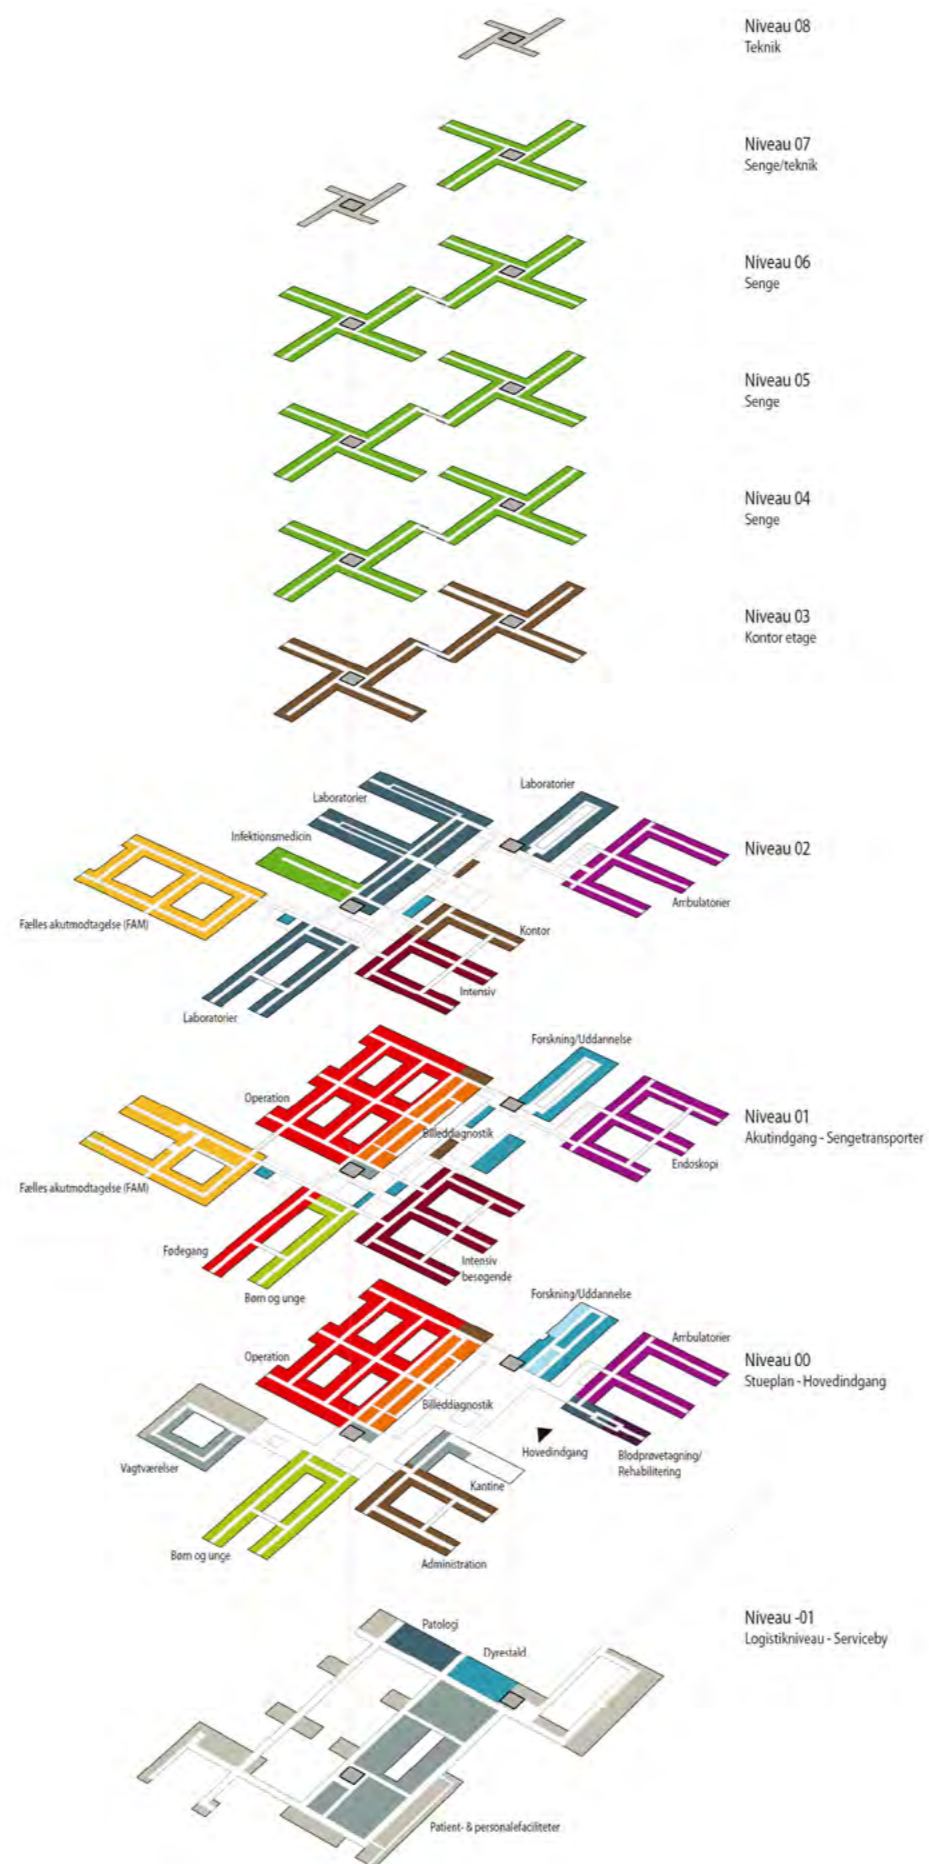 Niveau 08
Teknik
Niveau 07
Senge/teknik
Niveau 06
Senge
Niveau 05
Senge
Niveau 04
Senge
Niveau 03
Kontor etage
Laboratorier
Laboratorier
Infektionsmedicin
Niveau 02
Ambulatorier
Fælles akutmodtagelse (FAM)
Kontor
Intensiv
Laboratorier
Forskning/Uddannelse
Operation
Niveau 01
Akutindgang - Sengetransporter
Billeddiagnostik
Endoskopi
Fælles akutmodtagelse (FAM)
Fødegang
Intensiv
besøgende
Børn og unge
Forskning/Uddannelse
Ambulatorier
Operation
Niveau 00
Stueplan - Hovedindgang
Billeddiagnostik
Hovedindgang
Blodprøvetagning/
Rehabilitering
Vagtværelser
Kantine
Børn og unge
Administration
Niveau -01
Logistikniveau - Serviceby
Patologi
Dyrestald
Patient- & personalefaciliteter